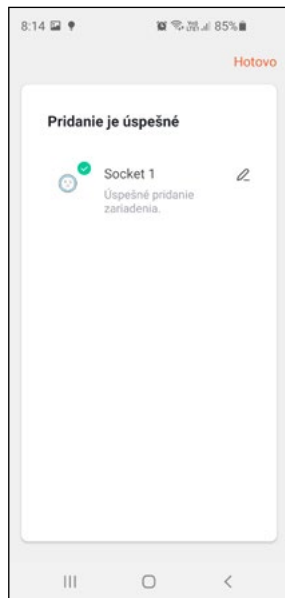 8:14 85%
Hotovo
Pridanie je úspešné
Socket 1
Úspešné pridanie
zariadenia.